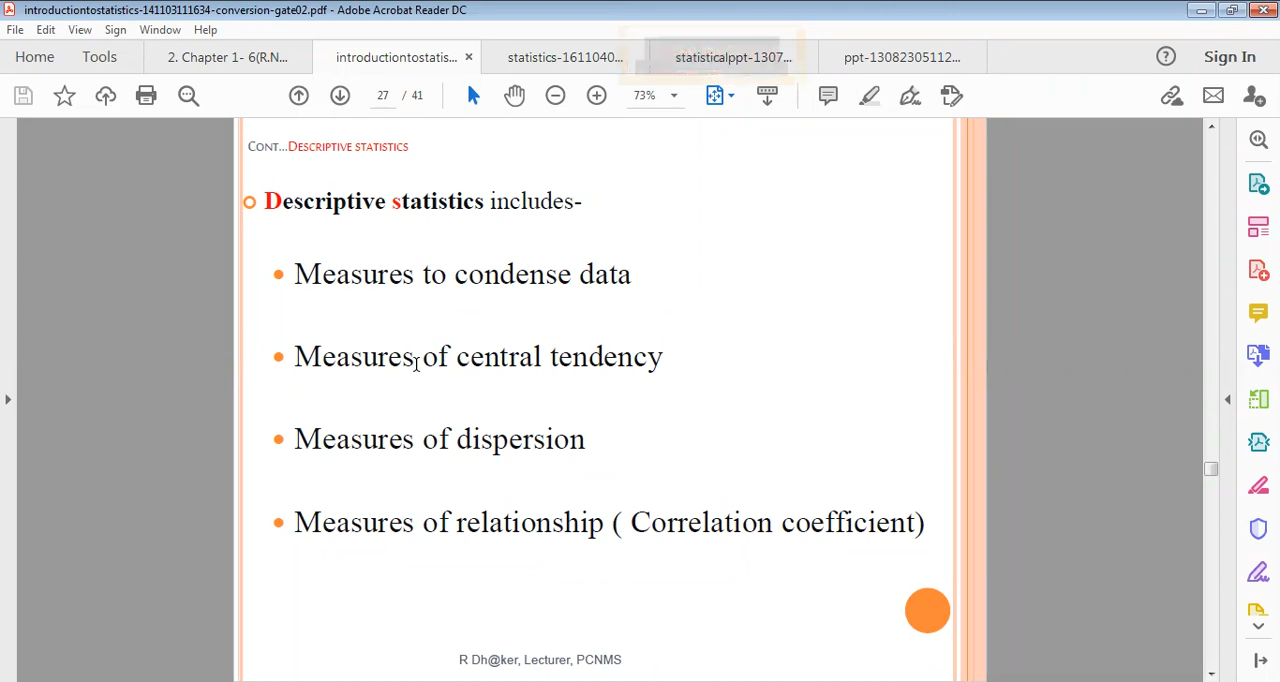 introductiontostatistics-141103111634-conversion-gate02.pdf - Adobe Acrobat Reader DC
File Edit View Sign Window Help
Home Tools 2. Chapter 1- 6(R.N... introductiontostatis... × statistics-1611040... statisticalppt-1307... ppt-13082305112... Sign In
27 / 41 73%
CONT...DESCRIPTIVE STATISTICS
Descriptive statistics includes-
Measures to condense data
Measures of central tendency
Measures of dispersion
Measures of relationship ( Correlation coefficient)
R Dh@ker, Lecturer, PCNMS